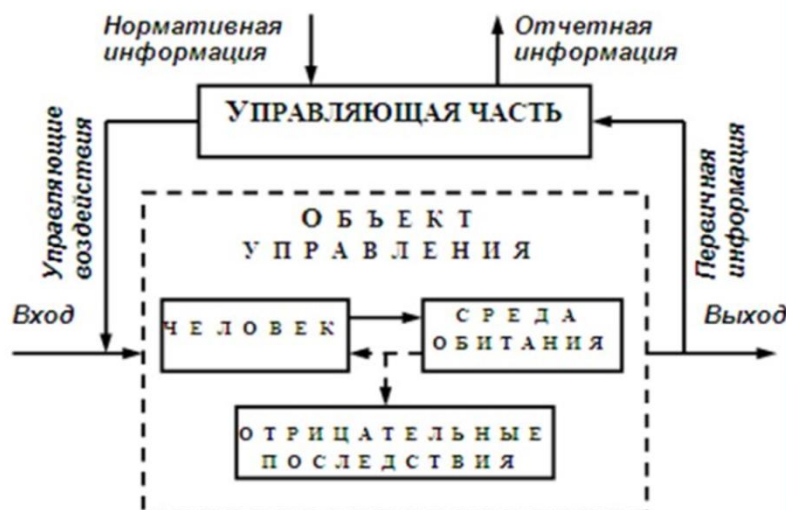 Нормативная
информация
Отчетная
информация
УПРАВЛЯЮЩАЯ ЧАСТЬ
Управляющие
воздействия
Первичная
информация
ОБЪЕКТ
УПРАВЛЕНИЯ
Вход
Выход
ЧЕЛОВЕК
СРЕДА
ОБИТАНИЯ
ОТРИЦАТЕЛЬНЫЕ
ПОСЛЕДСТВИЯ